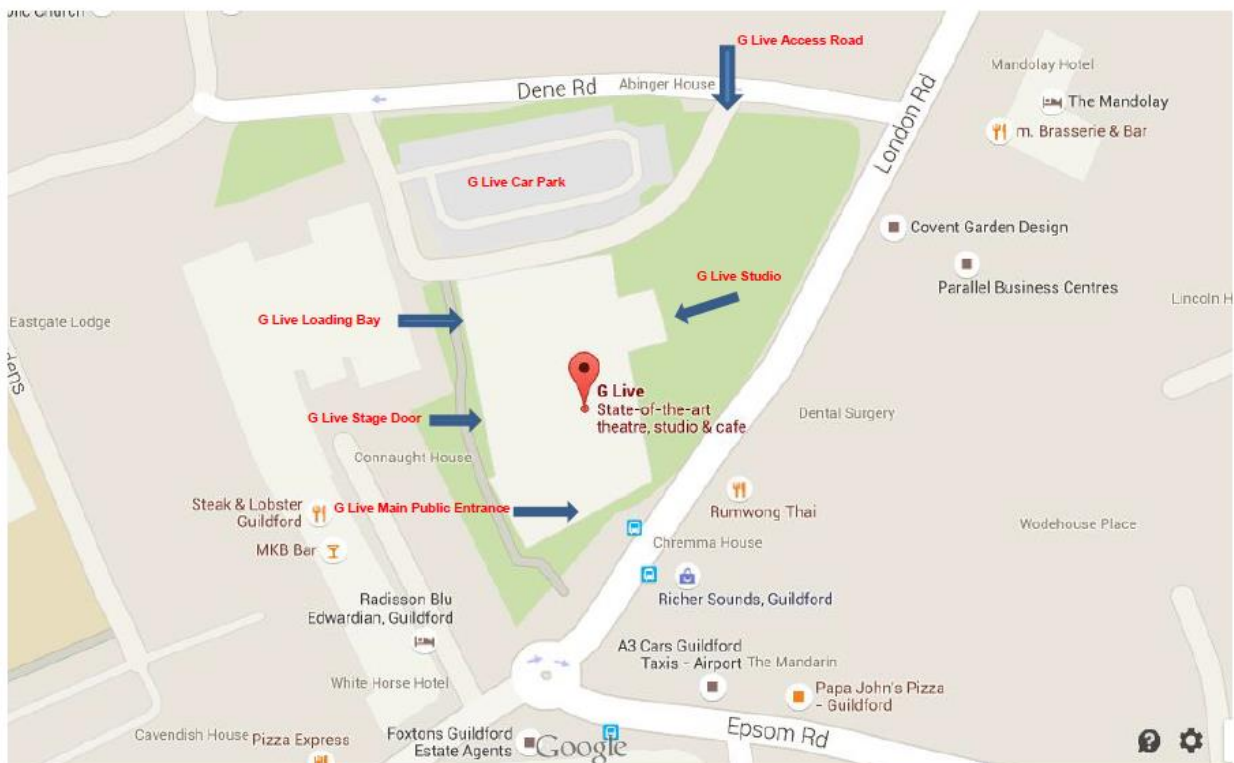 G Live Access Road
Dene Rd
Abinger House
London Rd
Mandolay Hotel
The Mandolay
m. Brasserie & Bar
G Live Car Park
Covent Garden Design
Parallel Business Centres
G Live Studio
G Live Loading Bay
Eastgate Lodge
G Live
State-of-the-art
theatre, studio & cafe
Dental Surgery
G Live Stage Door
Connaught House
Steak & Lobster
Guildford
G Live Main Public Entrance
MKB Bar
Rumwong Thai
Chremma House
Wodehouse Place
Richer Sounds, Guildford
Radisson Blu
Edwardian, Guildford
A3 Cars Guildford
Taxis - Airport
The Mandarin
White Horse Hotel
Papa John's Pizza
- Guildford
Cavendish House
Pizza Express
Foxtons Guildford
Estate Agents
Google
Epsom Rd